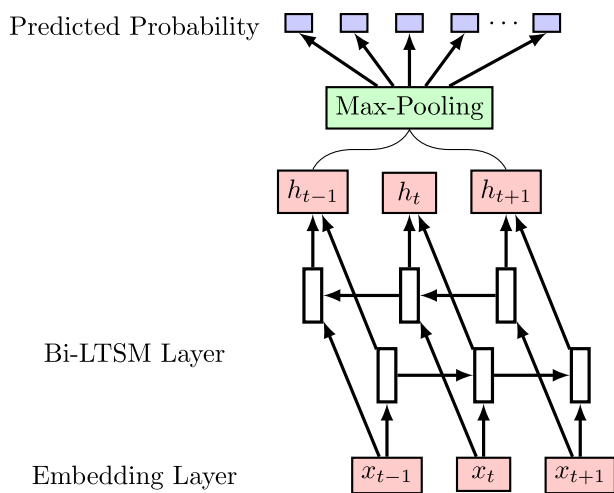 Predicted Probability
···
Max-Pooling
h_{t−1} h_t h_{t+1}
Bi-LTSM Layer
Embedding Layer x_{t−1} x_t x_{t+1}